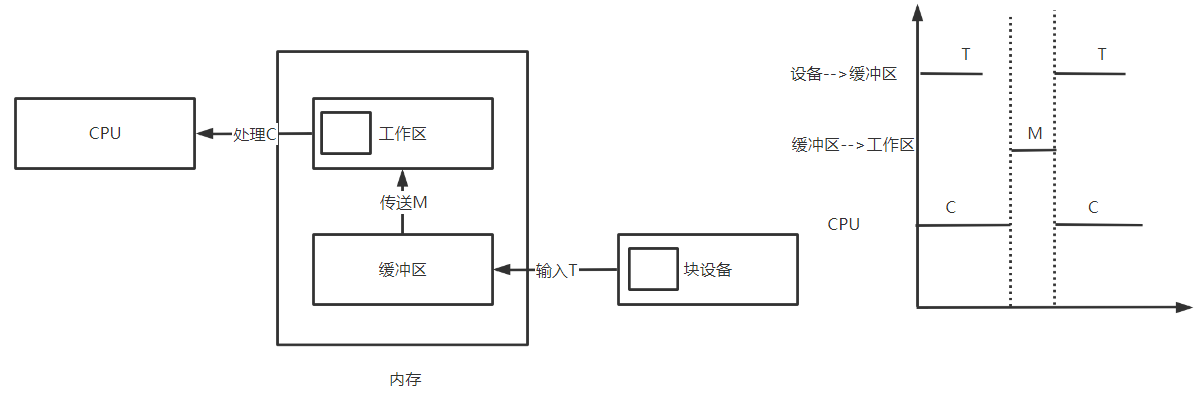 CPU
处理C
工作区
传送M
缓冲区
输入T
块设备
内存
T
T
设备-->缓冲区
M
缓冲区-->工作区
C
C
CPU